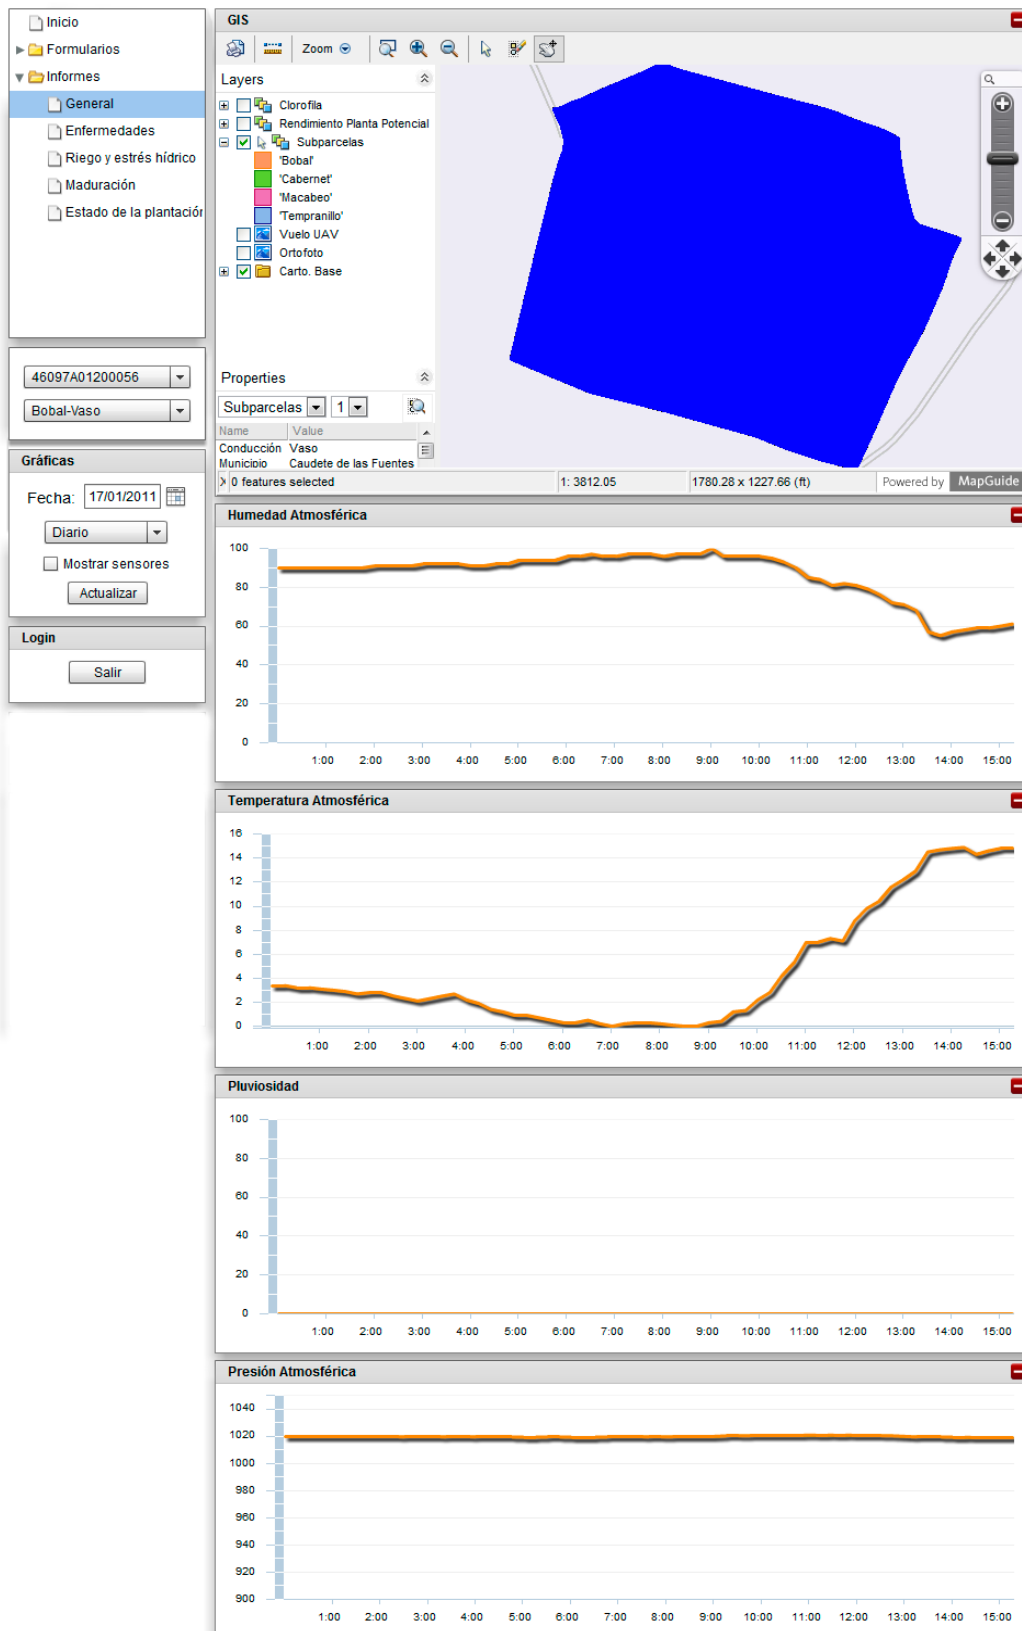 Inicio
Formularios
Informes
General
Enfermedades
Riego y estrés hídrico
Maduración
Estado de la plantación
46097A01200056
Bobal-Vaso
Gráficas
Fecha: 17/01/2011
Diario
Mostrar sensores
Actualizar
Login
Salir
GIS
Zoom
Layers
Clorofila
Rendimiento Planta Potencial
Subparcelas
'Bobal'
'Cabernet'
'Macabeo'
'Tempranillo'
Vuelo UAV
Ortofoto
Carto. Base
Properties
Subparcelas 1
Name Value
Conducción Vaso
Municipio Caudete de las Fuentes
0 features selected 1: 3812.05 1780.28 x 1227.66 (ft) Powered by MapGuide
Humedad Atmosférica
100
80
60
40
20
0
1:00 2:00 3:00 4:00 5:00 6:00 7:00 8:00 9:00 10:00 11:00 12:00 13:00 14:00 15:00
Temperatura Atmosférica
16
14
12
10
8
6
4
2
0
1:00 2:00 3:00 4:00 5:00 6:00 7:00 8:00 9:00 10:00 11:00 12:00 13:00 14:00 15:00
Pluviosidad
100
80
60
40
20
0
1:00 2:00 3:00 4:00 5:00 6:00 7:00 8:00 9:00 10:00 11:00 12:00 13:00 14:00 15:00
Presión Atmosférica
1040
1020
1000
980
960
940
920
900
1:00 2:00 3:00 4:00 5:00 6:00 7:00 8:00 9:00 10:00 11:00 12:00 13:00 14:00 15:00